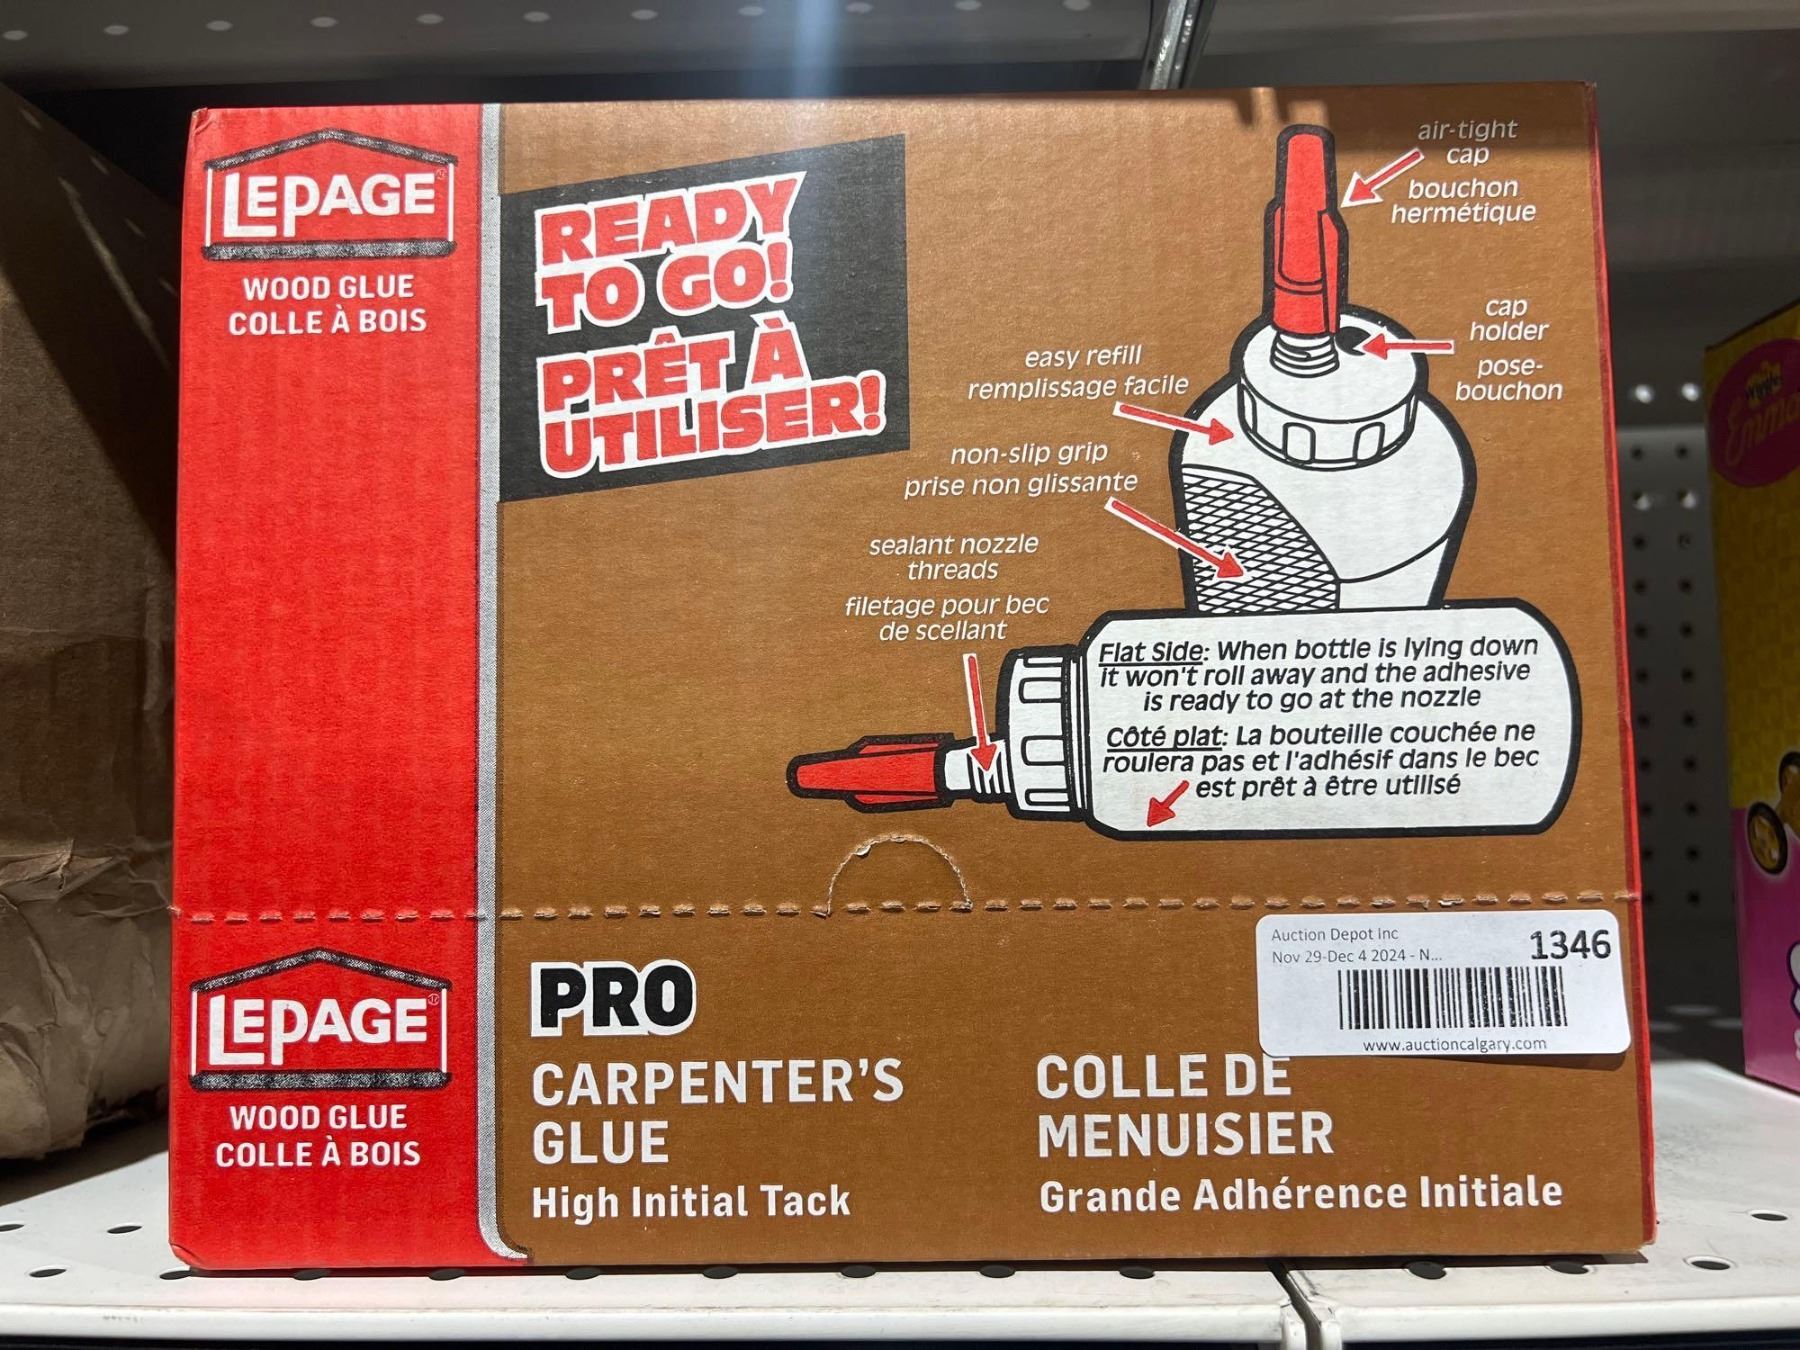 LEPAGE
WOOD GLUE
COLLE À BOIS
READY
TO GO!
PRÊT À
UTILISER!
air-tight
cap
bouchon
hermétique
cap
holder
pose-
bouchon
easy refill
remplissage facile
non-slip grip
prise non glissante
sealant nozzle
threads
filetage pour bec
de scellant
Flat Side: When bottle is lying down
it won't roll away and the adhesive
is ready to go at the nozzle
Côté plat: La bouteille couchée ne
roulera pas et l'adhésif dans le bec
est prêt à être utilisé
Auction Depot Inc
Nov 29-Dec 4 2024 - N...
1346
www.auctioncalgary.com
LEPAGE
WOOD GLUE
COLLE À BOIS
PRO
CARPENTER'S
GLUE
High Initial Tack
COLLE DE
MENUISIER
Grande Adhérence Initiale